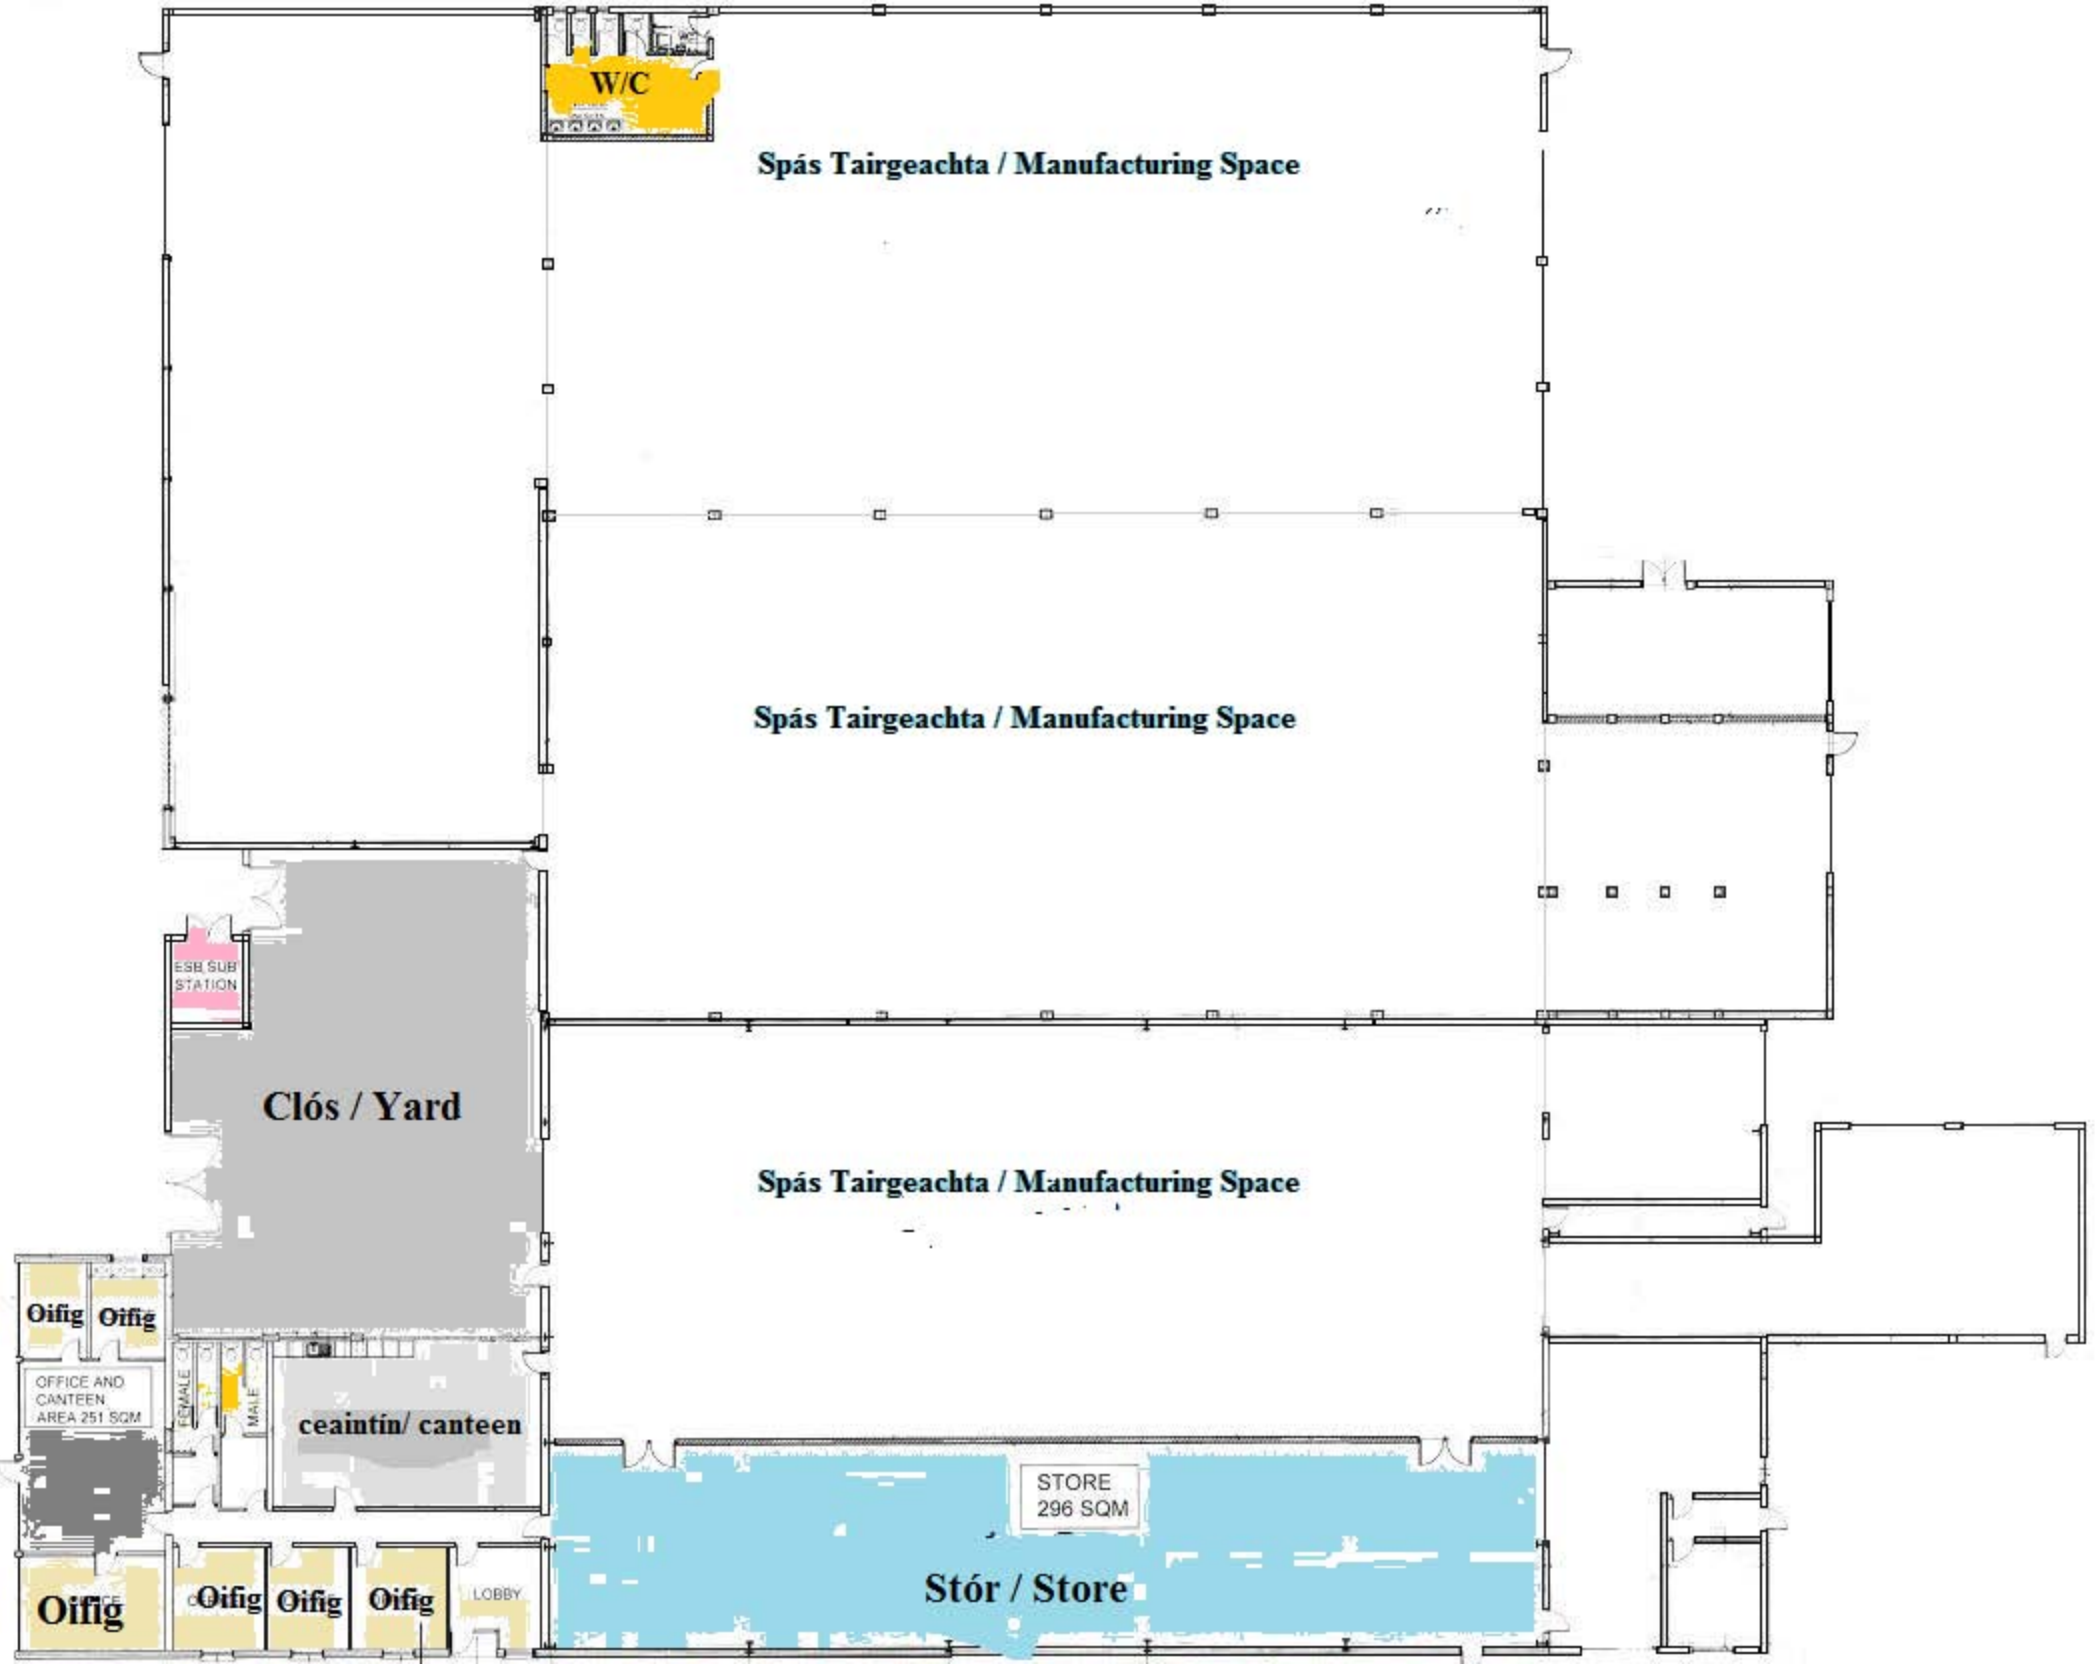 W/C
Spás Tairgeachta / Manufacturing Space
Spás Tairgeachta / Manufacturing Space
ESB SUB
STATION
Clós / Yard
Spás Tairgeachta / Manufacturing Space
Oifig
Oifig
OFFICE AND
CANTEEN
AREA 251 SQM
FEMALE
MALE
ceaintín/ canteen
STORE
296 SQM
Stór / Store
Oifig
Oifig
Oifig
Oifig
LOBBY